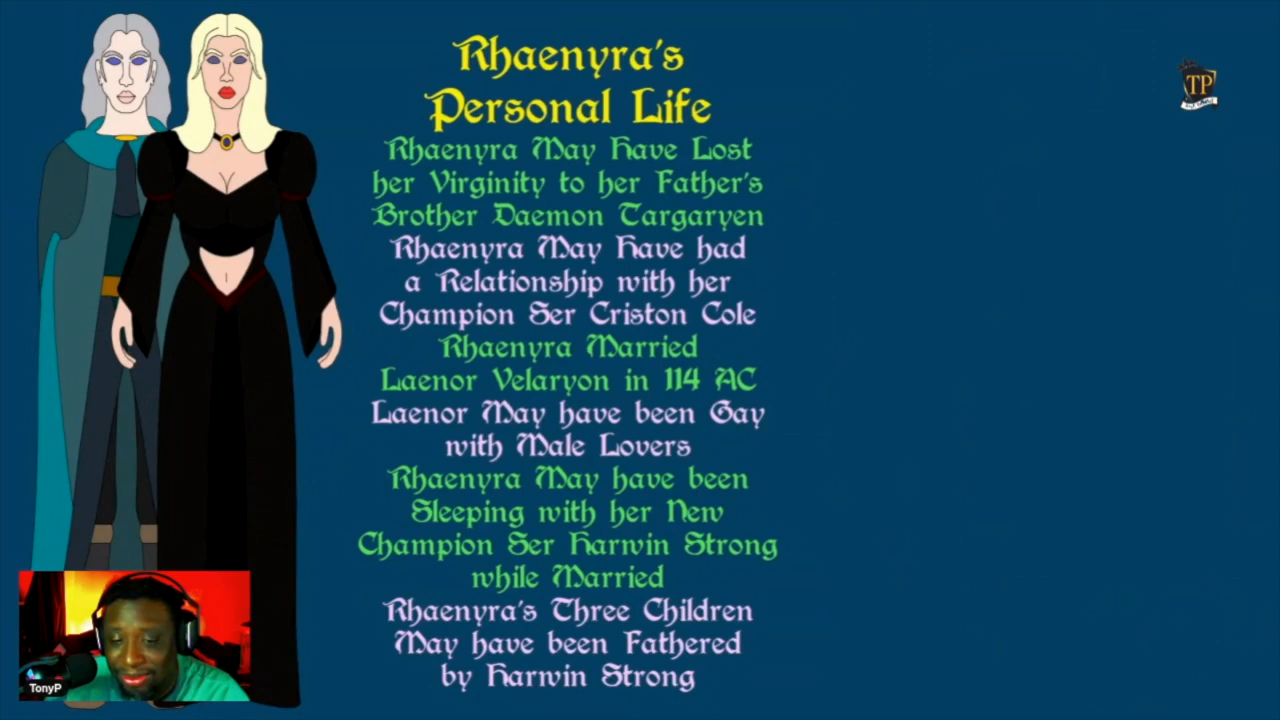 Rhaenyra's
Personal Life
Rhaenyra May Have Lost
her Virginity to her Father's
Brother Daemon Targaryen
Rhaenyra May Have had
a Relationship with her
Champion Ser Criston Cole
Rhaenyra Married
Laenor Velaryon in 114 AC
Laenor May have been Gay
with Male Lovers
Rhaenyra May have been
Sleeping with her New
Champion Ser Harwin Strong
while Married
Rhaenyra's Three Children
May have been Fathered
by Harwin Strong
TP
TonyP